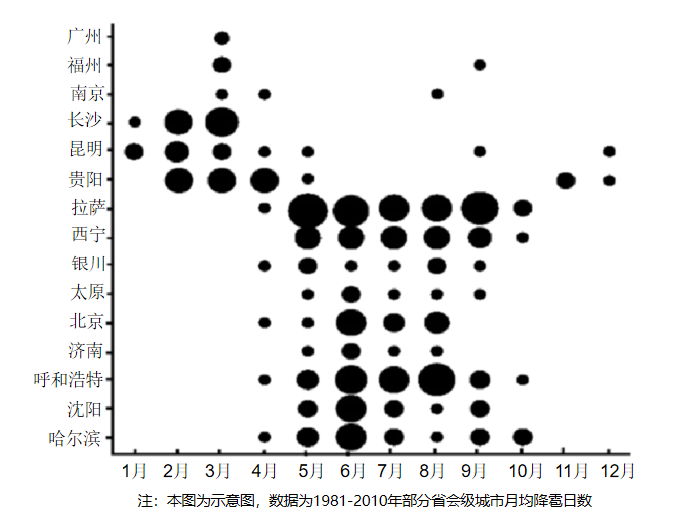 广州
福州
南京
长沙
昆明
贵阳
拉萨
西宁
银川
太原
北京
济南
呼和浩特
沈阳
哈尔滨
1月 2月 3月 4月 5月 6月 7月 8月 9月 10月 11月 12月
注：本图为示意图，数据为1981-2010年部分省会级城市月均降雹日数